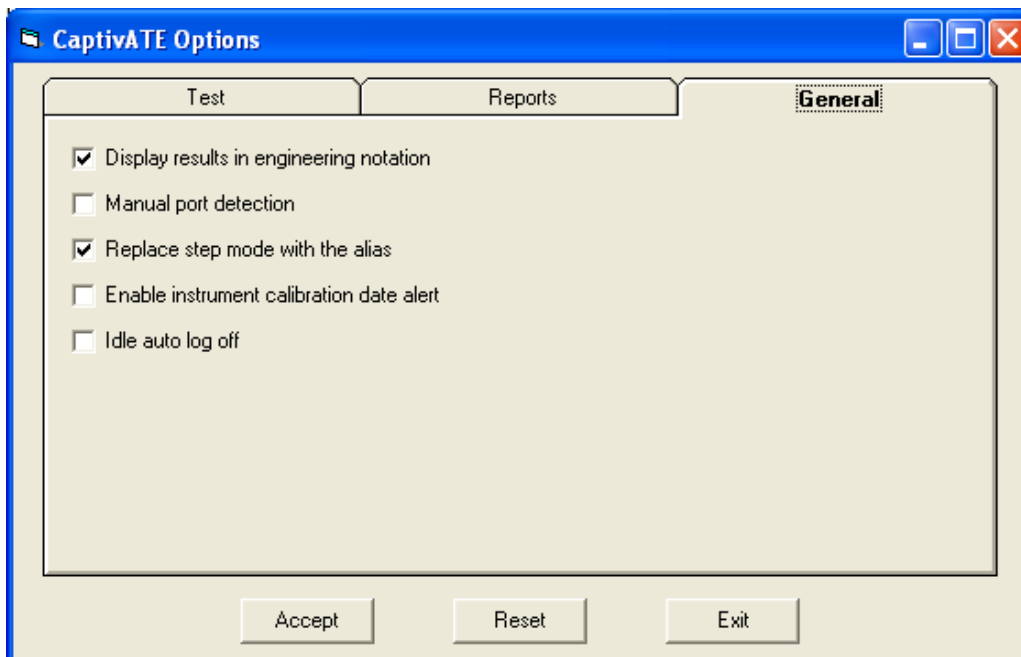 CaptivATE Options
Test Reports General
Display results in engineering notation
Manual port detection
Replace step mode with the alias
Enable instrument calibration date alert
Idle auto log off
Accept Reset Exit